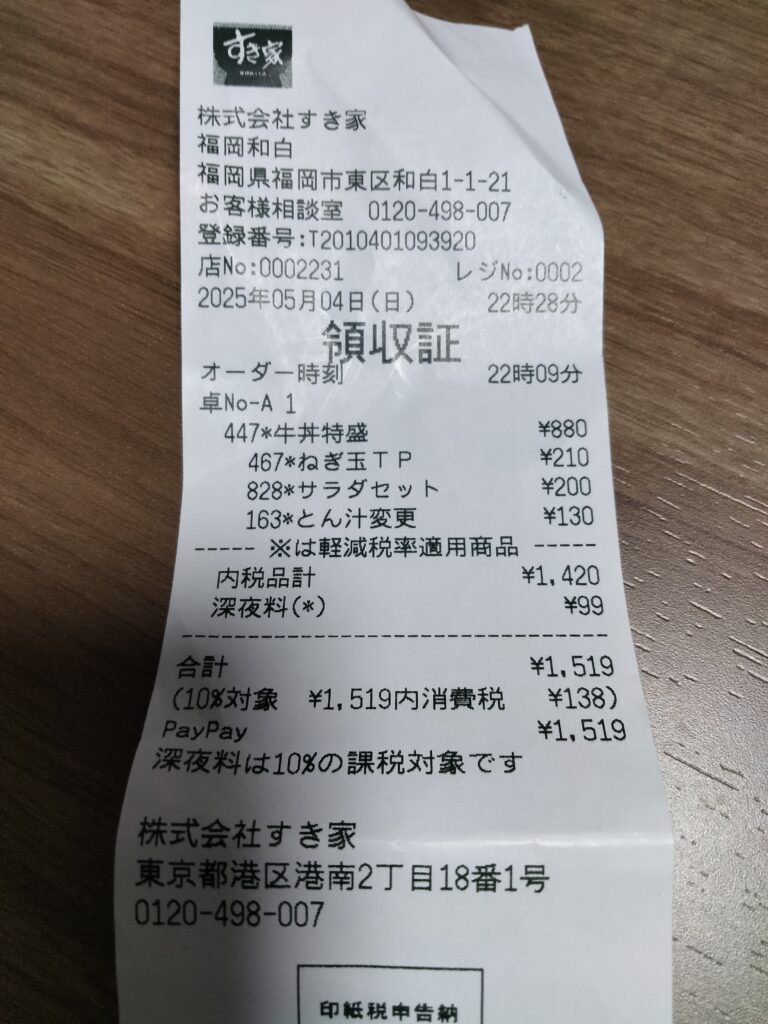 すき家
株式会社すき家
福岡和白
福岡県福岡市東区和白1-1-21
お客様相談室 0120-498-007
登録番号:T2010401093920
店No:0002231 レジNo:0002
2025年05月04日(日) 22時28分
領収証
オーダー時刻 22時09分
卓No-A 1
447*牛丼特盛 ¥880
467*ねぎ玉TP ¥210
828*サラダセット ¥200
163*とん汁変更 ¥130
----- ※は軽減税率適用商品 -----
内税品計 ¥1,420
深夜料(*) ¥99
--------------------------------
合計 ¥1,519
(10%対象 ¥1,519内消費税 ¥138)
PayPay ¥1,519
深夜料は10%の課税対象です
株式会社すき家
東京都港区港南2丁目18番1号
0120-498-007
印紙税申告納